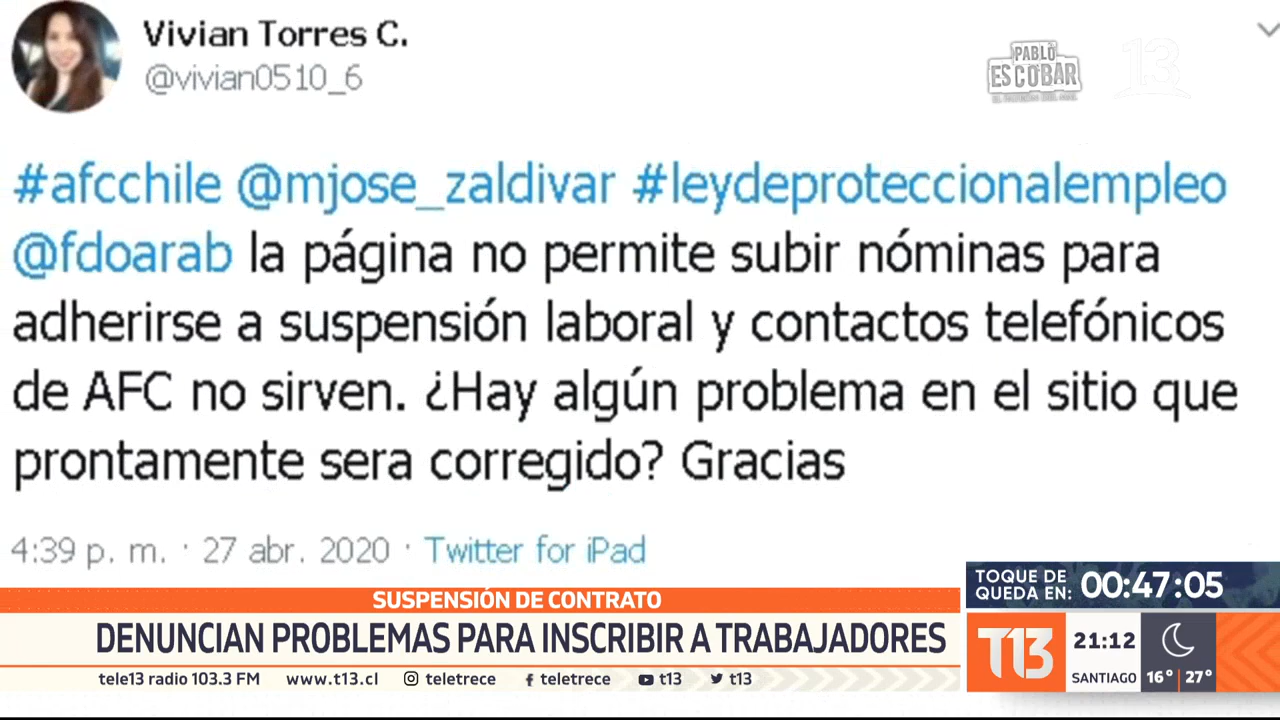 Vivian Torres C.
@vivian0510_6
PABLO
ESCOBAR
13
#afcchile @mjose_zaldivar #leydeproteccionalempleo
@fdoarab la página no permite subir nóminas para
adherirse a suspensión laboral y contactos telefónicos
de AFC no sirven. ¿Hay algún problema en el sitio que
prontamente sera corregido? Gracias
4:39 p. m. · 27 abr. 2020 · Twitter for iPad
SUSPENSIÓN DE CONTRATO
DENUNCIAN PROBLEMAS PARA INSCRIBIR A TRABAJADORES
tele13 radio 103.3 FM www.t13.cl teletrece teletrece t13 t13
TOQUE DE
QUEDA EN: 00:47:05
T13
21:12
SANTIAGO
16° 27°